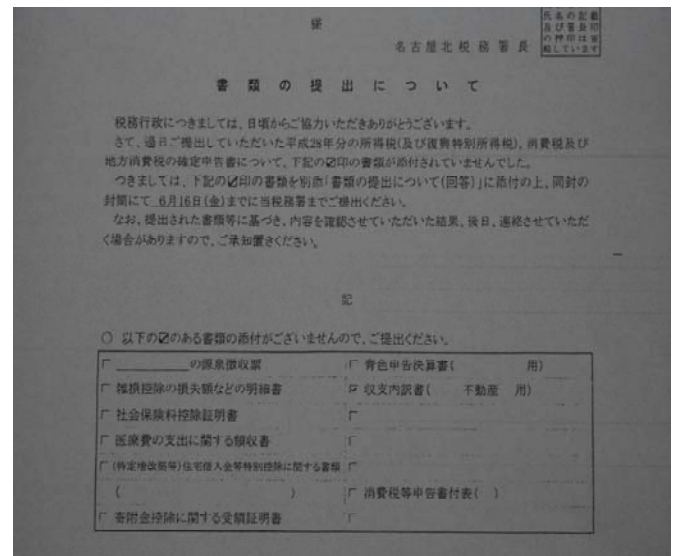 様
氏名の記載
及び署長印
の押印は省
略しています
名古屋北税務署長
書類の提出について
税務行政につきましては、日頃からご協力いただきありがとうございます。
さて、過日ご提出していただいた平成28年分の所得税(及び復興特別所得税)、消費税及び
地方消費税の確定申告書について、下記の☑印の書類が添付されていませんでした。
つきましては、下記の☑印の書類を別添「書類の提出について(回答)」に添付の上、同封の
封筒にて 6月16日(金)までに当税務署までご提出ください。
なお、提出された書類等に基づき、内容を確認させていただいた結果、後日、連絡させていただ
く場合がありますので、ご承知置きください。
記
○ 以下の☑のある書類の添付がございませんので、ご提出ください。
の源泉徴収票
青色申告決算書( 用)
雑損控除の損失額などの明細書
収支内訳書( 不動産 用)
社会保険料控除証明書
医療費の支出に関する領収書
(特定増改築等)住宅借入金等特別控除に関する書類
( )
消費税等申告書付表( )
寄附金控除に関する受領証明書